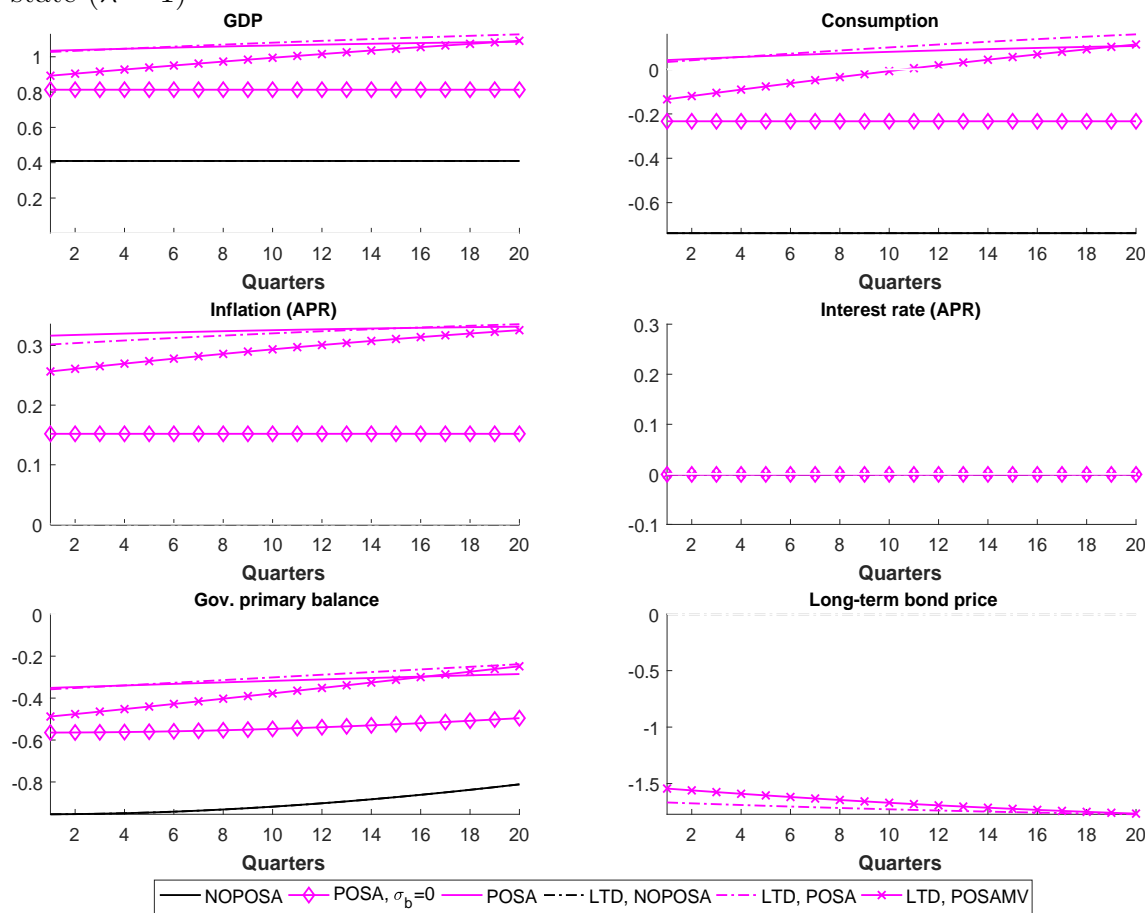 GDP
Consumption
1
0.8
0.6
0.4
0.2
2 4 6 8 10 12 14 16 18 20
Quarters
0
-0.2
-0.4
-0.6
2 4 6 8 10 12 14 16 18 20
Quarters
Inflation (APR)
Interest rate (APR)
0.3
0.2
0.1
0
2 4 6 8 10 12 14 16 18 20
Quarters
0.3
0.2
0.1
0
-0.1
2 4 6 8 10 12 14 16 18 20
Quarters
Gov. primary balance
Long-term bond price
0
-0.2
-0.4
-0.6
-0.8
2 4 6 8 10 12 14 16 18 20
Quarters
0
-0.5
-1
-1.5
2 4 6 8 10 12 14 16 18 20
Quarters
NOPOSA POSA, σb=0 POSA LTD, NOPOSA LTD, POSA LTD, POSAMV